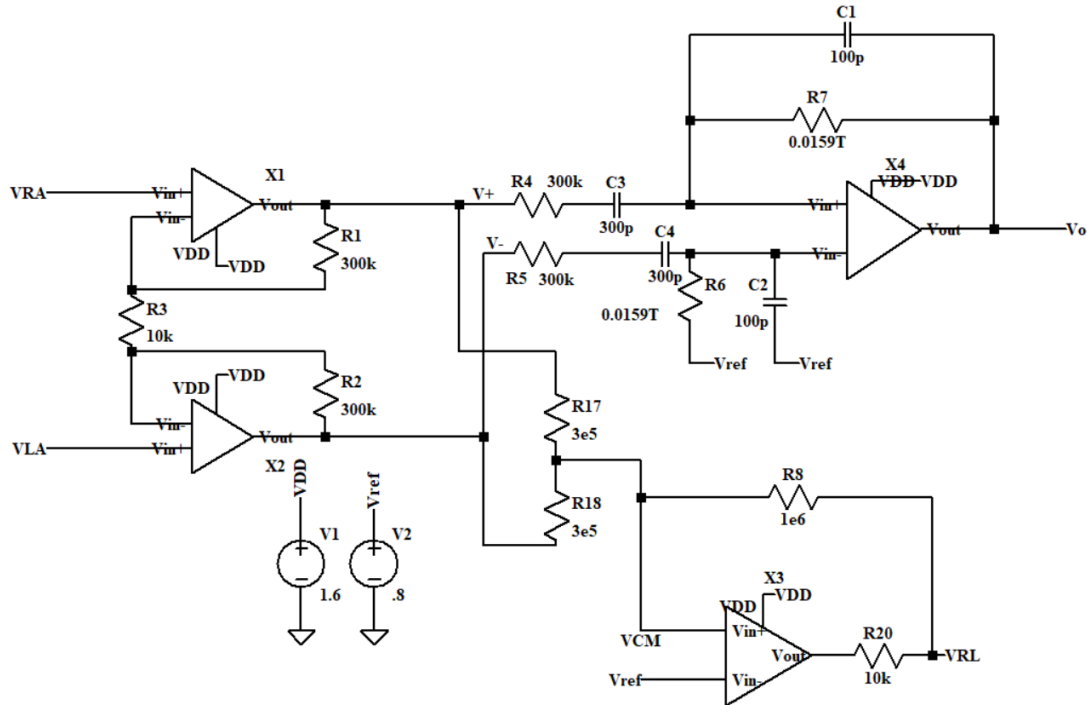 C1
100p
R7
0.0159T
X4
VDD
VDD
Vin+
Vin-
Vout
Vo
VRA
Vin+
Vin-
X1
Vout
VDD
VDD
R1
300k
V+
R4
300k
C3
300p
V-
R5
300k
C4
300p
R6
0.0159T
C2
100p
Vref
Vref
R3
10k
VDD
VDD
R2
300k
VLA
Vin-
Vin+
Vout
X2
R17
3e5
R18
3e5
VDD
V1
1.6
Vref
V2
.8
R8
1e6
X3
VDD
VDD
VCM
Vin+
Vref
Vin-
Vout
R20
10k
VRL